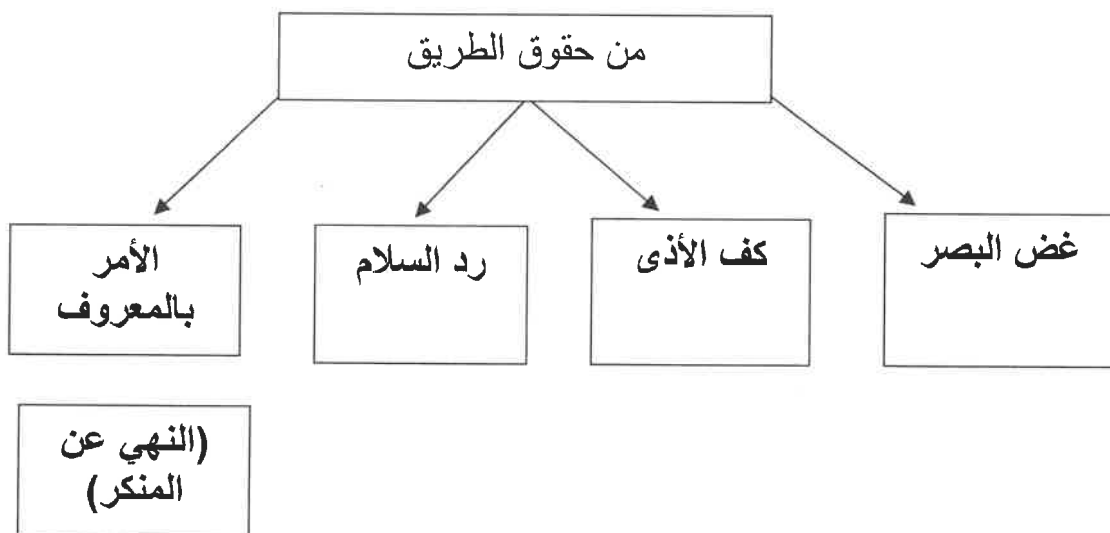 من حقوق الطريق
غض البصر
كف الأذى
رد السلام
الأمر
بالمعروف
(النهي عن
المنكر)